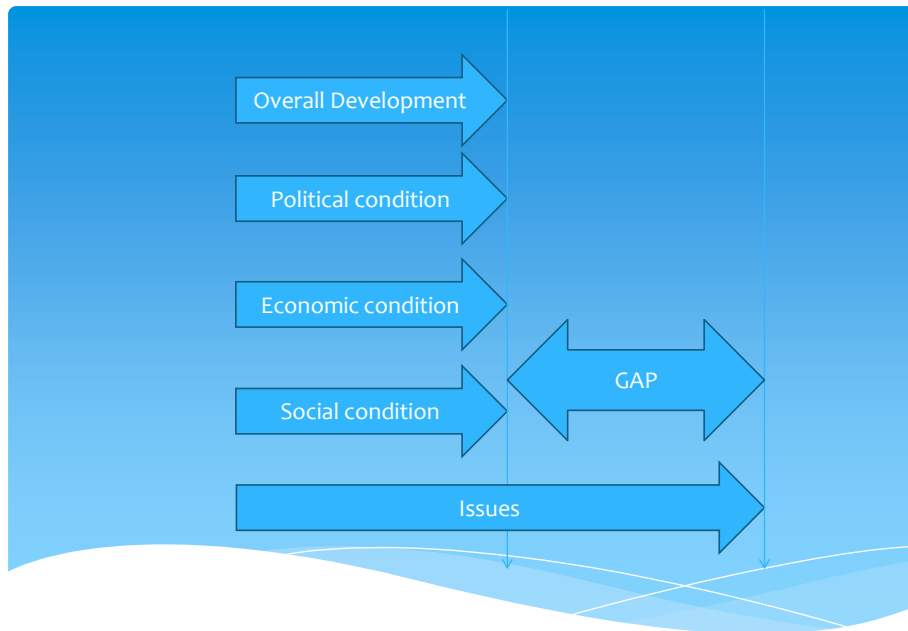 Overall Development
Political condition
Economic condition
GAP
Social condition
Issues